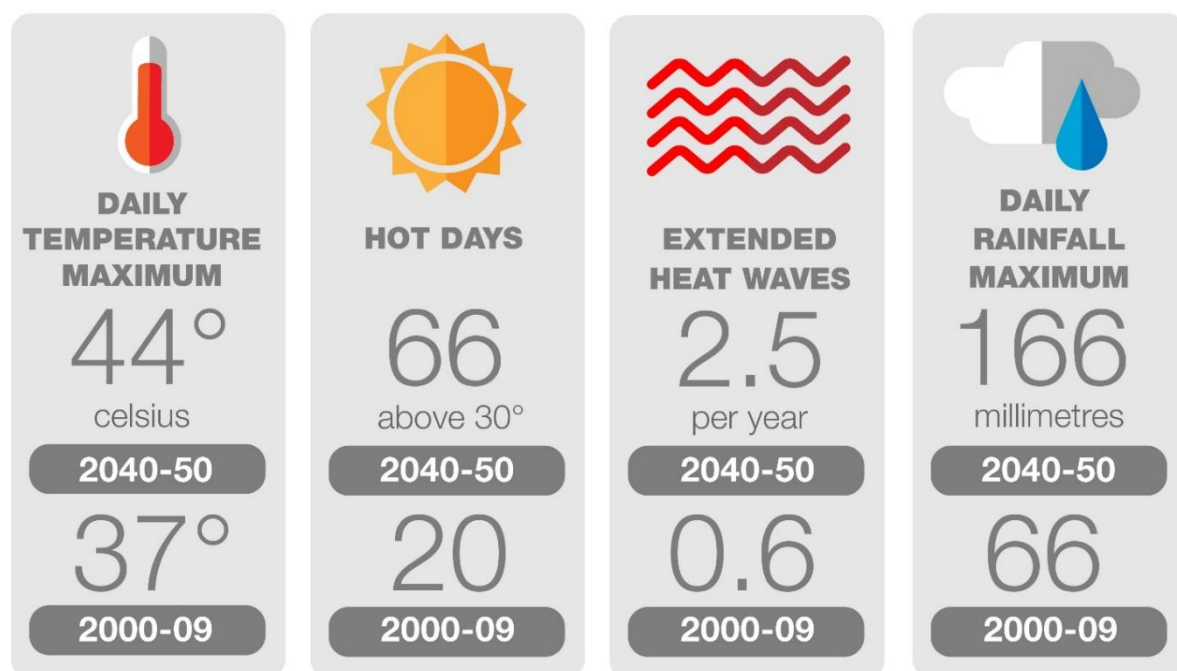 DAILY
TEMPERATURE
MAXIMUM
44°
celsius
2040-50
37°
2000-09
HOT DAYS
66
above 30°
2040-50
20
2000-09
EXTENDED
HEAT WAVES
2.5
per year
2040-50
0.6
2000-09
DAILY
RAINFALL
MAXIMUM
166
millimetres
2040-50
66
2000-09